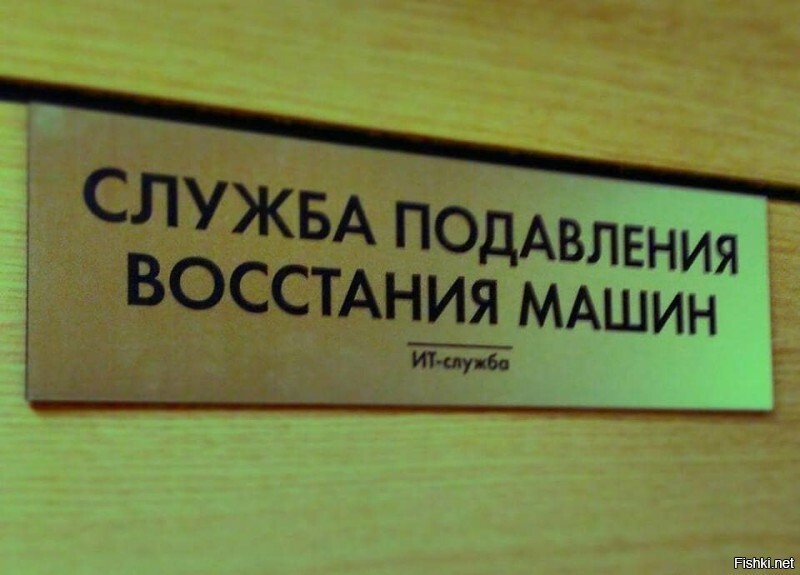 СЛУЖБА ПОДАВЛЕНИЯ
ВОССТАНИЯ МАШИН
ИТ-служба
Fishki.net